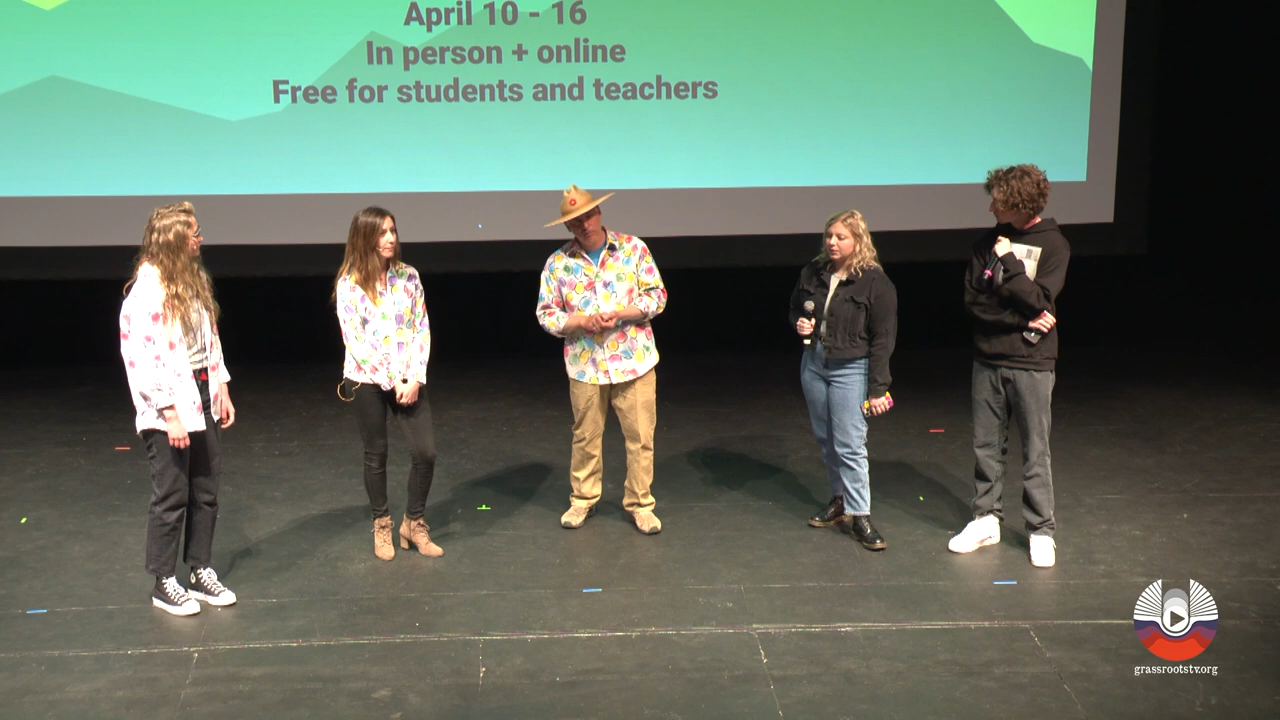 April 10 - 16
In person + online
Free for students and teachers
grassrootstv.org